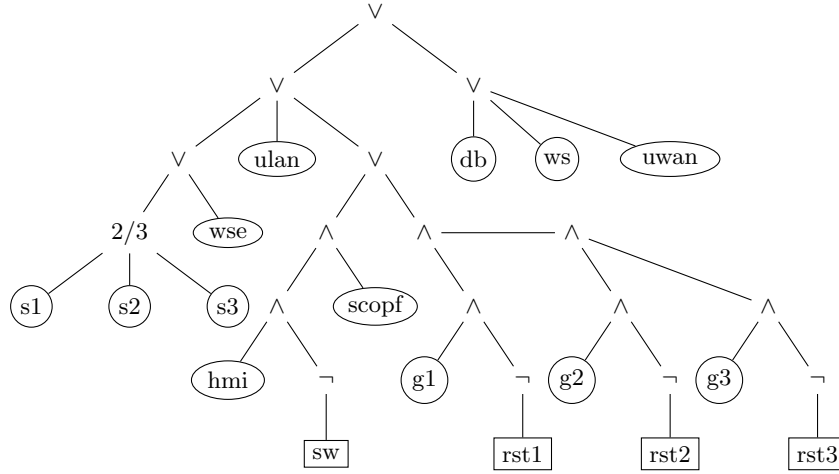 ∨
∨ ∨
∨ ulan ∨ db ws uwan
2/3 wse ∧ ∧ ∧
s1 s2 s3 ∧ scopf ∧ ∧ ∧
hmi ¬ g1 ¬ g2 ¬ g3 ¬
sw rst1 rst2 rst3